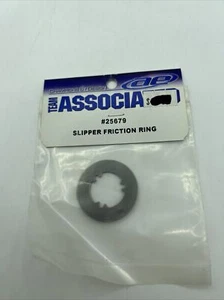 TEAM
ASSOCIA
#25679
SLIPPER FRICTION RING